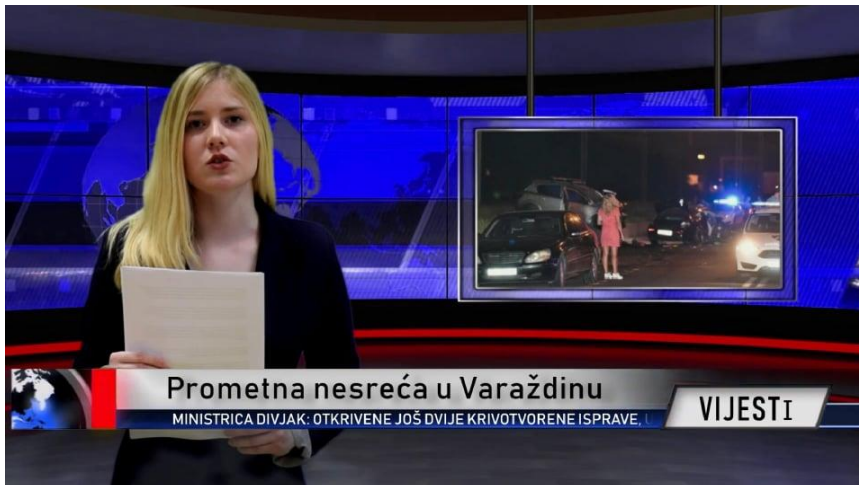 Prometna nesreća u Varaždinu
MINISTRICA DIVJAK: OTKRIVENE JOŠ DVIJE KRIVOTVORENE ISPRAVE,
VIJESTI